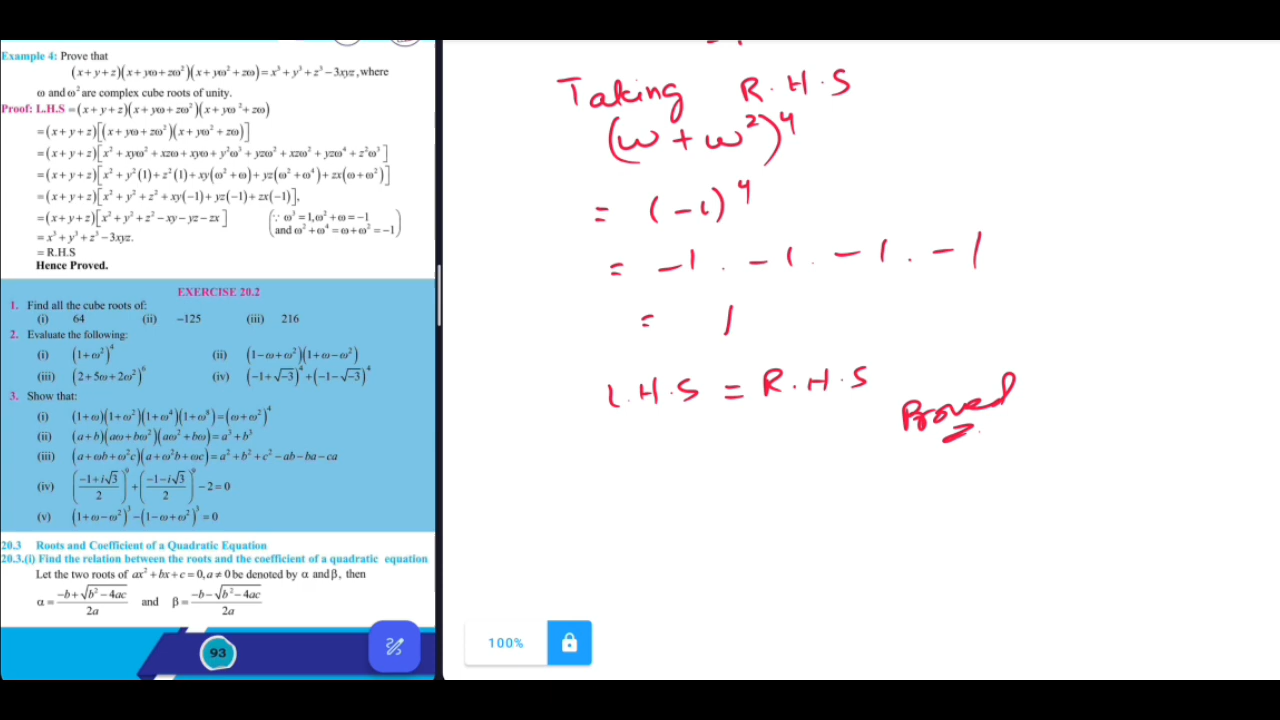 Example 4: Prove that
(x+y+z)(x+yω+zω²)(x+yω²+zω)=x³+y³+z³−3xyz, where
ω and ω² are complex cube roots of unity.
Proof: L.H.S =(x+y+z)(x+yω+zω²)(x+yω²+zω)
=(x+y+z)[(x+yω+zω²)(x+yω²+zω)]
=(x+y+z)[x²+xyω²+xzω+xyω+y²ω³+yzω²+xzω²+yzω⁴+z²ω³]
=(x+y+z)[x²+y²(1)+z²(1)+xy(ω²+ω)+yz(ω²+ω⁴)+zx(ω+ω²)]
=(x+y+z)[x²+y²+z²+xy(−1)+yz(−1)+zx(−1)],
=(x+y+z)[x²+y²+z²−xy−yz−zx] (∵ ω³=1,ω²+ω=−1
and ω²+ω⁴=ω+ω²=−1)
=x³+y³+z³−3xyz.
= R.H.S
Hence Proved.
EXERCISE 20.2
1. Find all the cube roots of:
(i) 64 (ii) −125 (iii) 216
2. Evaluate the following:
(i) (1+ω²)⁴ (ii) (1−ω+ω²)(1+ω−ω²)
(iii) (2+5ω+2ω²)⁶ (iv) (−1+√−3)⁴+(−1−√−3)⁴
3. Show that:
(i) (1+ω)(1+ω²)(1+ω⁴)(1+ω⁸)=(ω+ω²)⁴
(ii) (a+b)(aω+bω²)(aω²+bω)=a³+b³
(iii) (a+ωb+ω²c)(a+ω²b+ωc)=a²+b²+c²−ab−ba−ca
(iv) ((−1+i√3)/2)⁹+((−1−i√3)/2)⁹−2=0
(v) (1+ω−ω²)³−(1−ω+ω²)³=0
20.3 Roots and Coefficient of a Quadratic Equation
20.3.(i) Find the relation between the roots and the coefficient of a quadratic equation
Let the two roots of ax²+bx+c=0,a≠0 be denoted by α and β, then
α=(−b+√b²−4ac)/2a and β=(−b−√b²−4ac)/2a
93
Taking R.H.S
(ω+ω²)⁴
= (−1)⁴
= −1 . −1 . −1 . −1
= 1
L.H.S = R.H.S
Proved
100%